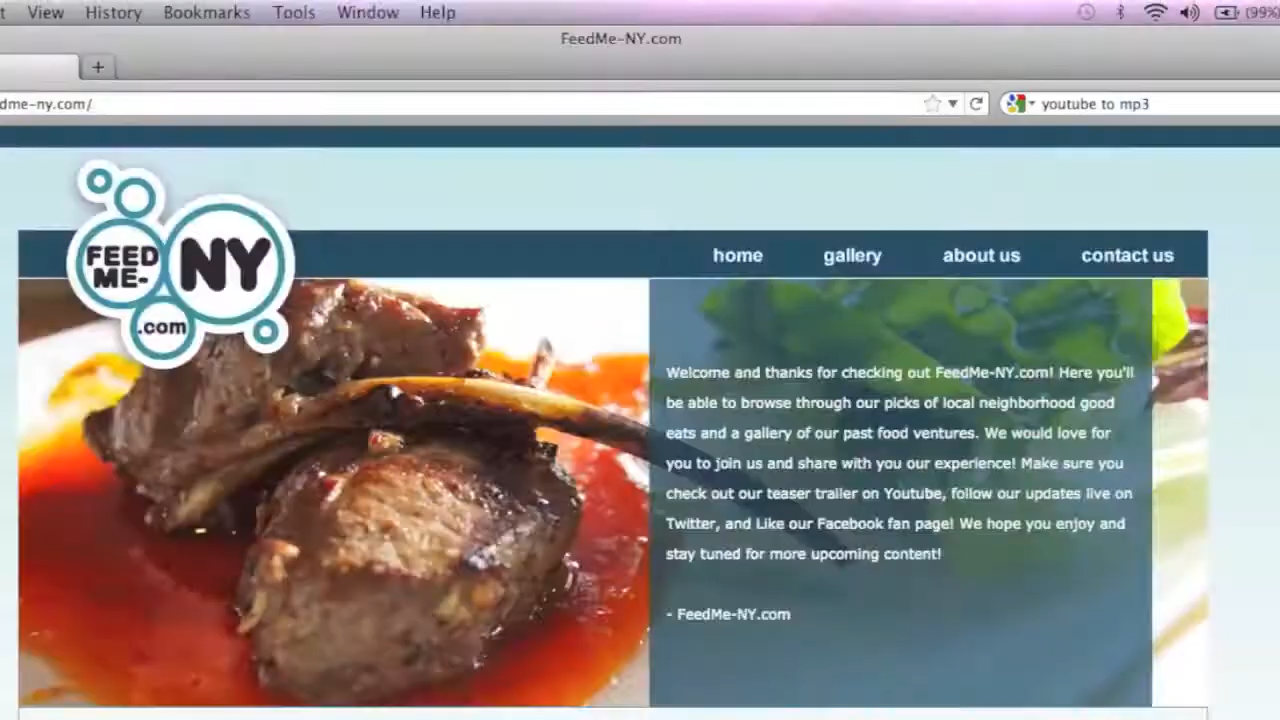 View History Bookmarks Tools Window Help (99%
FeedMe-NY.com
+
dme-ny.com/ youtube to mp3
FEED
ME- NY
.com
home gallery about us contact us
Welcome and thanks for checking out FeedMe-NY.com! Here you'll
be able to browse through our picks of local neighborhood good
eats and a gallery of our past food ventures. We would love for
you to join us and share with you our experience! Make sure you
check out our teaser trailer on Youtube, follow our updates live on
Twitter, and Like our Facebook fan page! We hope you enjoy and
stay tuned for more upcoming content!
- FeedMe-NY.com